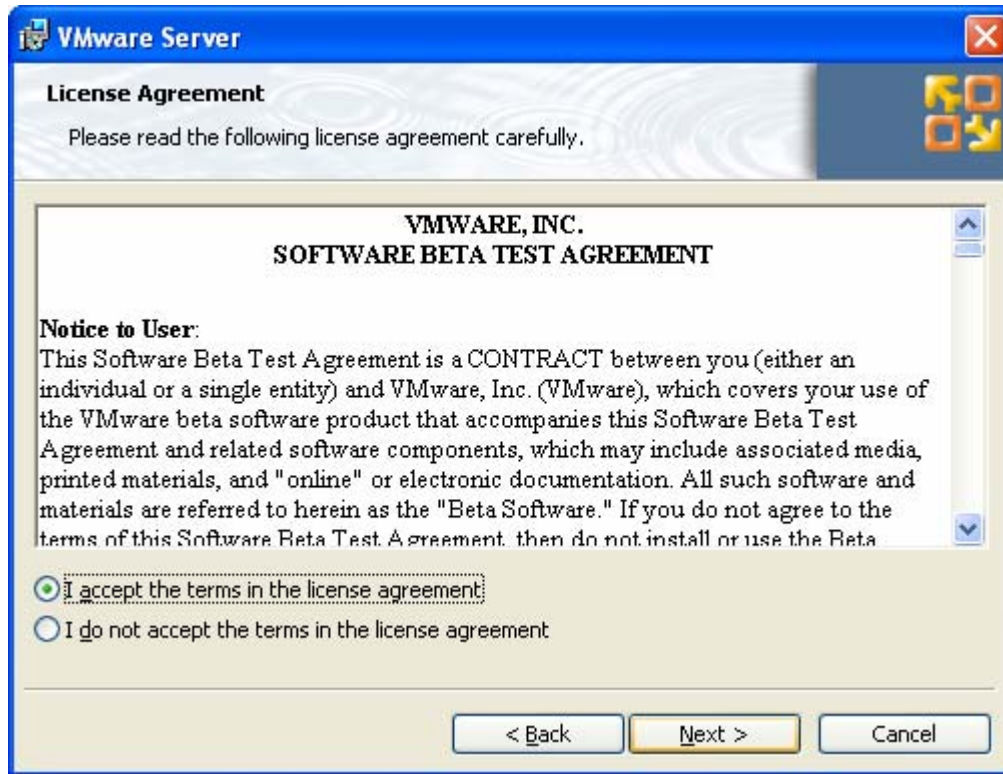 VMware Server
License Agreement
Please read the following license agreement carefully.
VMWARE, INC.
SOFTWARE BETA TEST AGREEMENT
Notice to User:
This Software Beta Test Agreement is a CONTRACT between you (either an
individual or a single entity) and VMware, Inc. (VMware), which covers your use of
the VMware beta software product that accompanies this Software Beta Test
Agreement and related software components, which may include associated media,
printed materials, and "online" or electronic documentation. All such software and
materials are referred to herein as the "Beta Software." If you do not agree to the
terms of this Software Beta Test Agreement, then do not install or use the Beta
I accept the terms in the license agreement
I do not accept the terms in the license agreement
< Back Next > Cancel